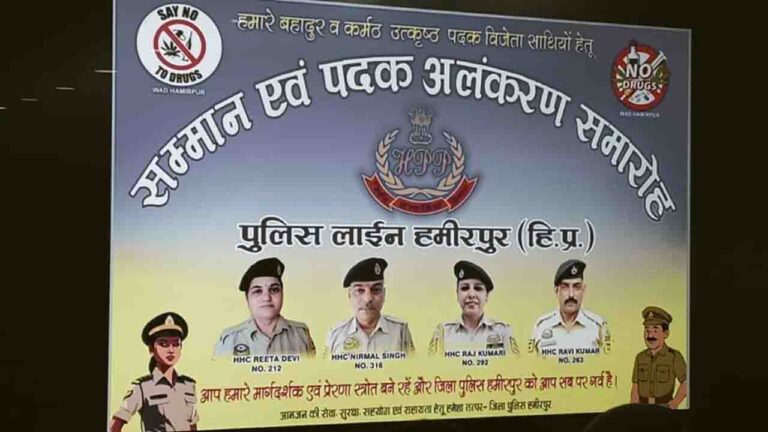 हमारे बहादुर व कर्मठ उत्कृष्ठ पदक विजेता साथियों हेतू
SAY NO
TO DRUGS
WAD HAMIRPUR
NO
DRUGS
WAD HAMIRPUR
सम्मान एवं पदक अलंकरण समारोह
HPP
पुलिस लाईन हमीरपुर (हि.प्र.)
HHC REETA DEVI
NO. 212
HHC NIRMAL SINGH
NO. 316
HHC RAJ KUMARI
NO. 292
HHC RAVI KUMAR
NO. 263
आप हमारे मार्गदर्शक एवं प्रेरणा स्त्रोत बने रहें और जिला पुलिस हमीरपुर को आप सब पर गर्व है।
आमजन की सेवा, सुरक्षा, सहयोग एवं सहायता हेतू हमेशा तत्पर- जिला पुलिस हमीरपुर